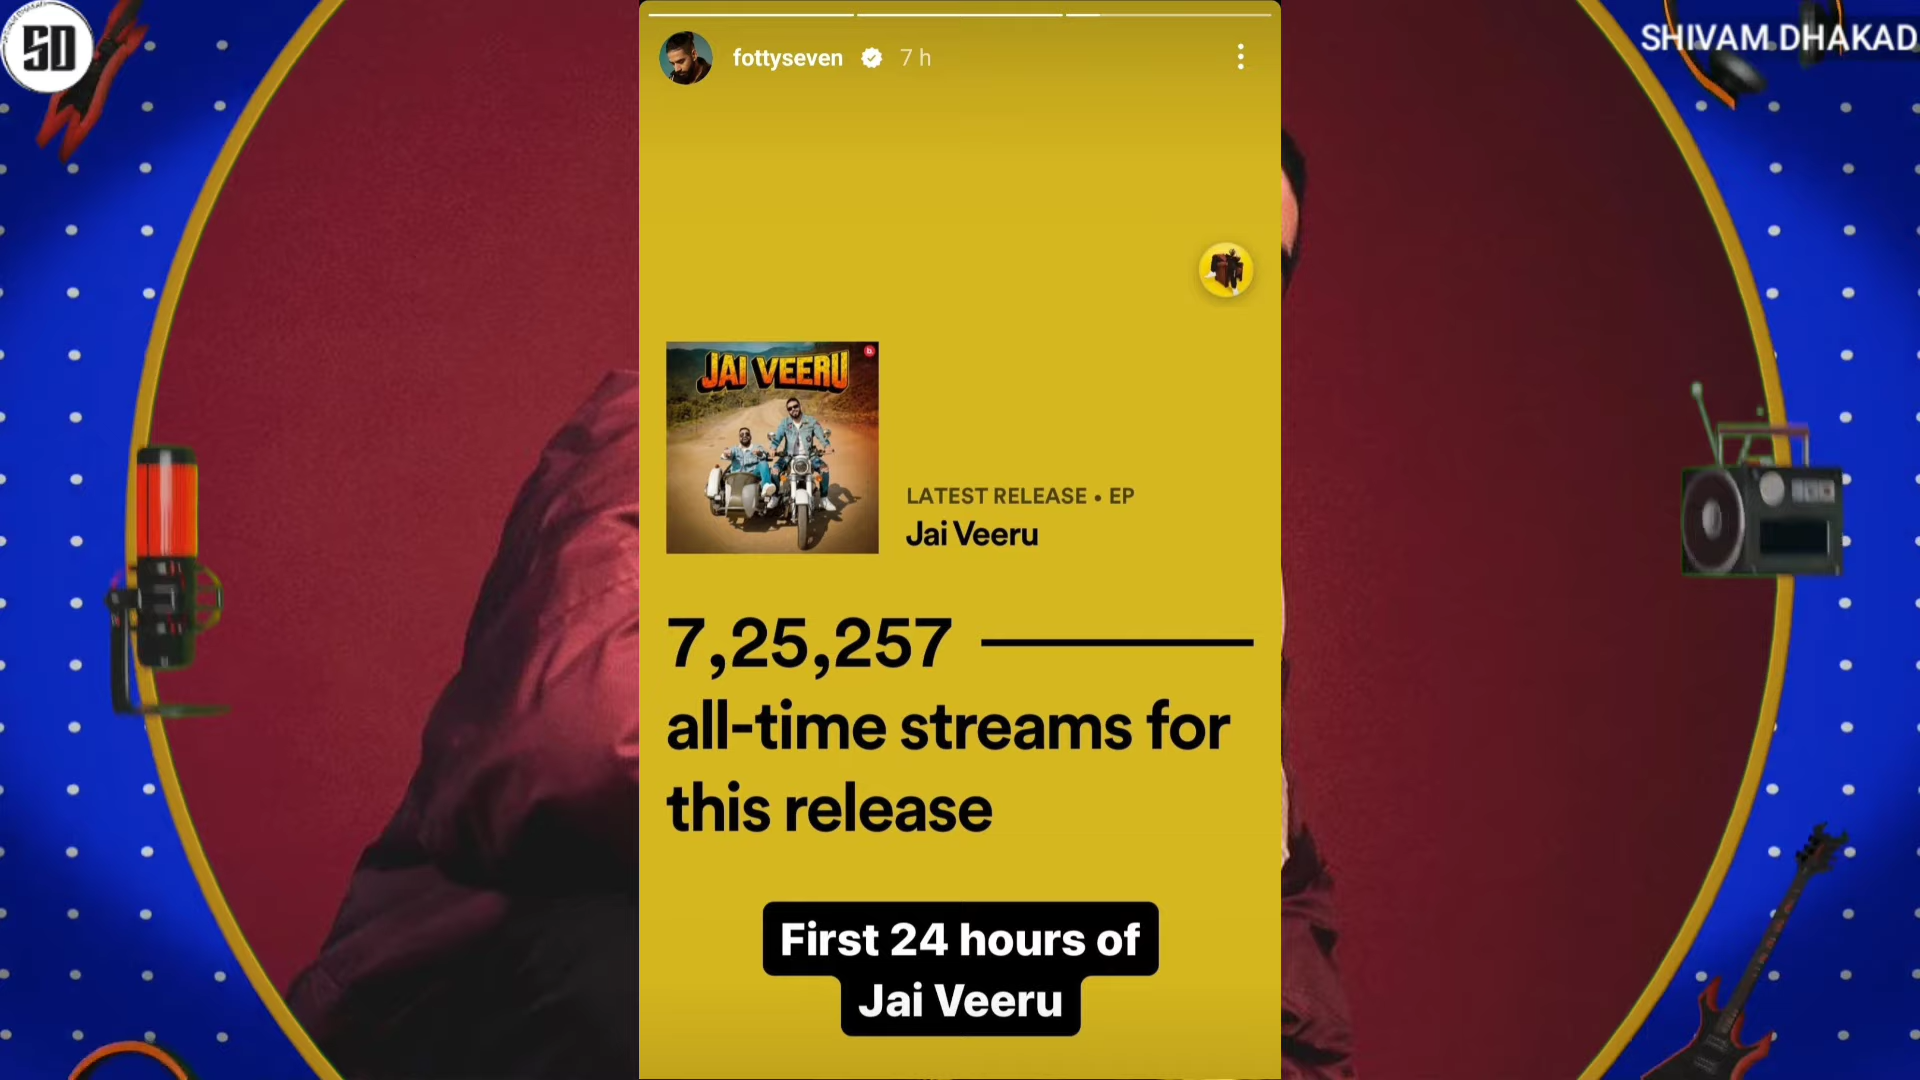 SD
SHIVAM DHAKAD
fottyseven 7 h
JAI VEERU
LATEST RELEASE • EP
Jai Veeru
7,25,257
all-time streams for
this release
First 24 hours of
Jai Veeru